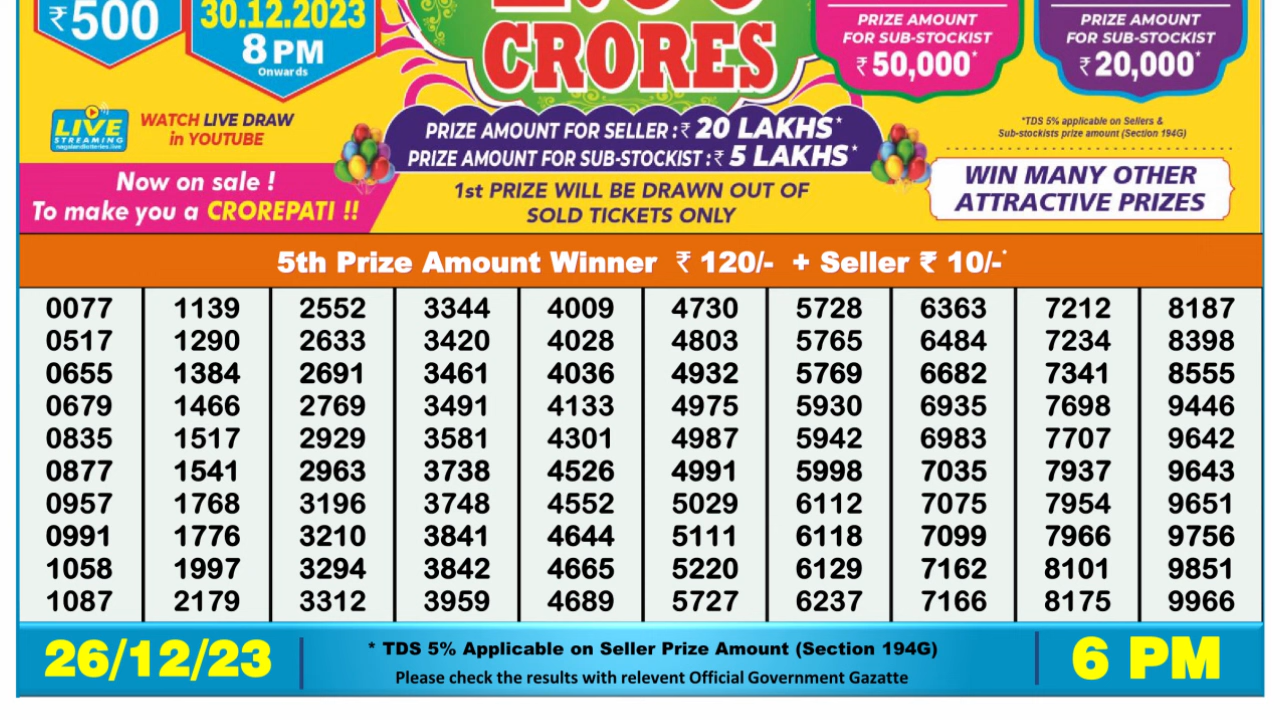 ₹500
30.12.2023
8 PM
Onwards
CRORES
PRIZE AMOUNT
FOR SUB-STOCKIST
₹ 50,000*
PRIZE AMOUNT
FOR SUB-STOCKIST
₹ 20,000*
LIVE
STREAMING
nagalandlotteries.live
WATCH LIVE DRAW
in YOUTUBE
PRIZE AMOUNT FOR SELLER : ₹ 20 LAKHS*
PRIZE AMOUNT FOR SUB-STOCKIST : ₹ 5 LAKHS*
*TDS 5% applicable on Sellers &
Sub-stockists prize amount (Section 194G)
Now on sale !
To make you a CROREPATI !!
1st PRIZE WILL BE DRAWN OUT OF
SOLD TICKETS ONLY
WIN MANY OTHER
ATTRACTIVE PRIZES
5th Prize Amount Winner ₹ 120/- + Seller ₹ 10/-*
0077 1139 2552 3344 4009 4730 5728 6363 7212 8187
0517 1290 2633 3420 4028 4803 5765 6484 7234 8398
0655 1384 2691 3461 4036 4932 5769 6682 7341 8555
0679 1466 2769 3491 4133 4975 5930 6935 7698 9446
0835 1517 2929 3581 4301 4987 5942 6983 7707 9642
0877 1541 2963 3738 4526 4991 5998 7035 7937 9643
0957 1768 3196 3748 4552 5029 6112 7075 7954 9651
0991 1776 3210 3841 4644 5111 6118 7099 7966 9756
1058 1997 3294 3842 4665 5220 6129 7162 8101 9851
1087 2179 3312 3959 4689 5727 6237 7166 8175 9966
26/12/23
* TDS 5% Applicable on Seller Prize Amount (Section 194G)
Please check the results with relevent Official Government Gazatte
6 PM